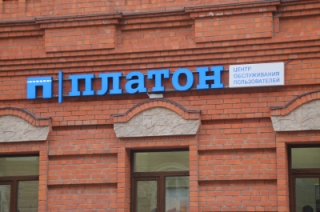 П|платон
ЦЕНТР
ОБСЛУЖИВАНИЯ
ПОЛЬЗОВАТЕЛЕЙ